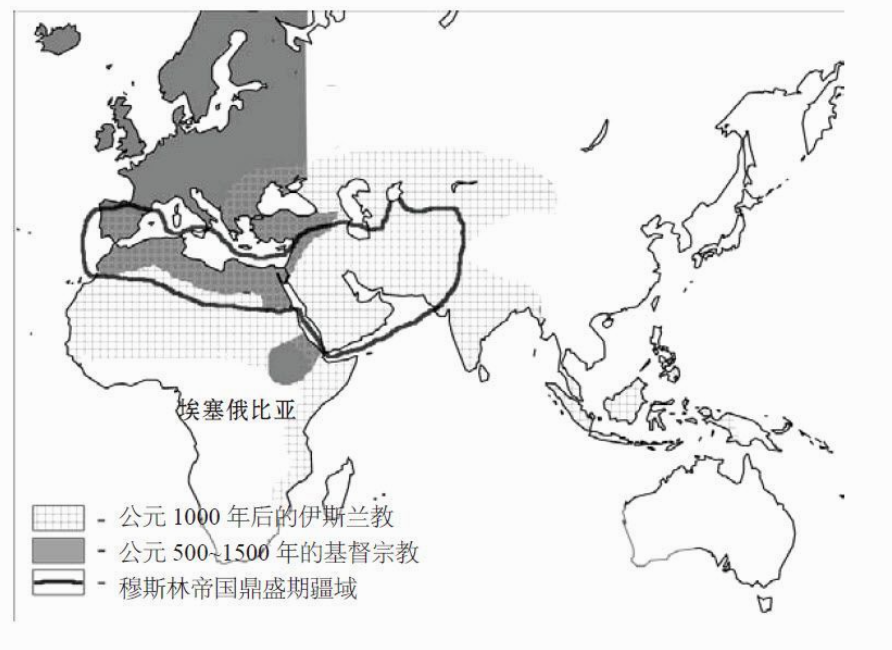 埃塞俄比亚
- 公元 1000 年后的伊斯兰教
- 公元 500~1500 年的基督宗教
- 穆斯林帝国鼎盛期疆域